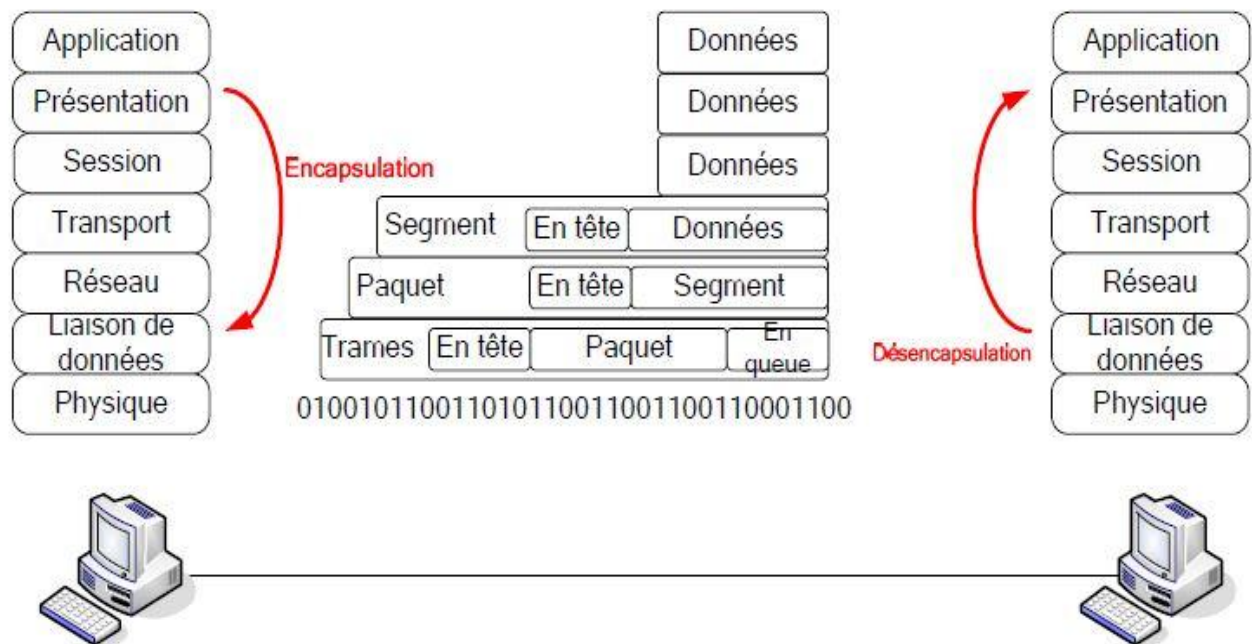 Application
Présentation
Session
Transport
Réseau
Liaison de
données
Physique
Encapsulation
Données
Données
Données
Segment En tête Données
Paquet En tête Segment
Trames En tête Paquet En
queue
0100101100110101100110011001100011​00
Désencapsulation
Application
Présentation
Session
Transport
Réseau
Liaison de
données
Physique